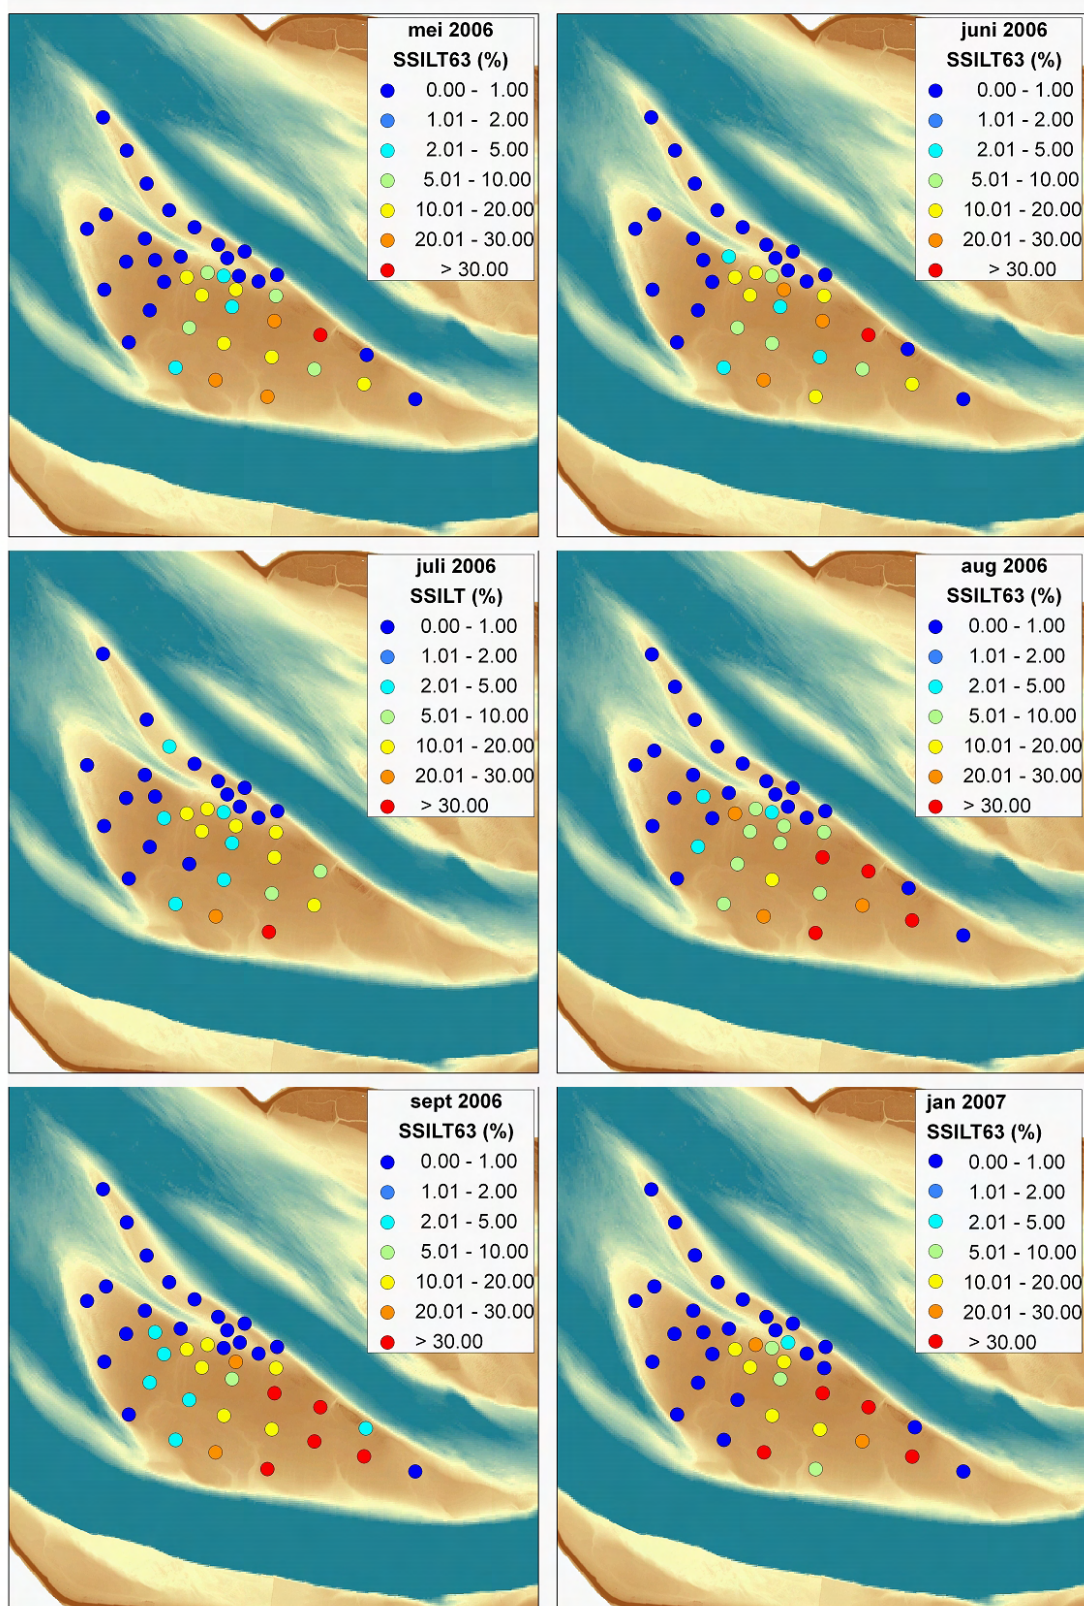 mei 2006
SSILT63 (%)
0.00 - 1.00
1.01 - 2.00
2.01 - 5.00
5.01 - 10.00
10.01 - 20.00
20.01 - 30.00
> 30.00
juni 2006
SSILT63 (%)
0.00 - 1.00
1.01 - 2.00
2.01 - 5.00
5.01 - 10.00
10.01 - 20.00
20.01 - 30.00
> 30.00
juli 2006
SSILT (%)
0.00 - 1.00
1.01 - 2.00
2.01 - 5.00
5.01 - 10.00
10.01 - 20.00
20.01 - 30.00
> 30.00
aug 2006
SSILT63 (%)
0.00 - 1.00
1.01 - 2.00
2.01 - 5.00
5.01 - 10.00
10.01 - 20.00
20.01 - 30.00
> 30.00
sept 2006
SSILT63 (%)
0.00 - 1.00
1.01 - 2.00
2.01 - 5.00
5.01 - 10.00
10.01 - 20.00
20.01 - 30.00
> 30.00
jan 2007
SSILT63 (%)
0.00 - 1.00
1.01 - 2.00
2.01 - 5.00
5.01 - 10.00
10.01 - 20.00
20.01 - 30.00
> 30.00